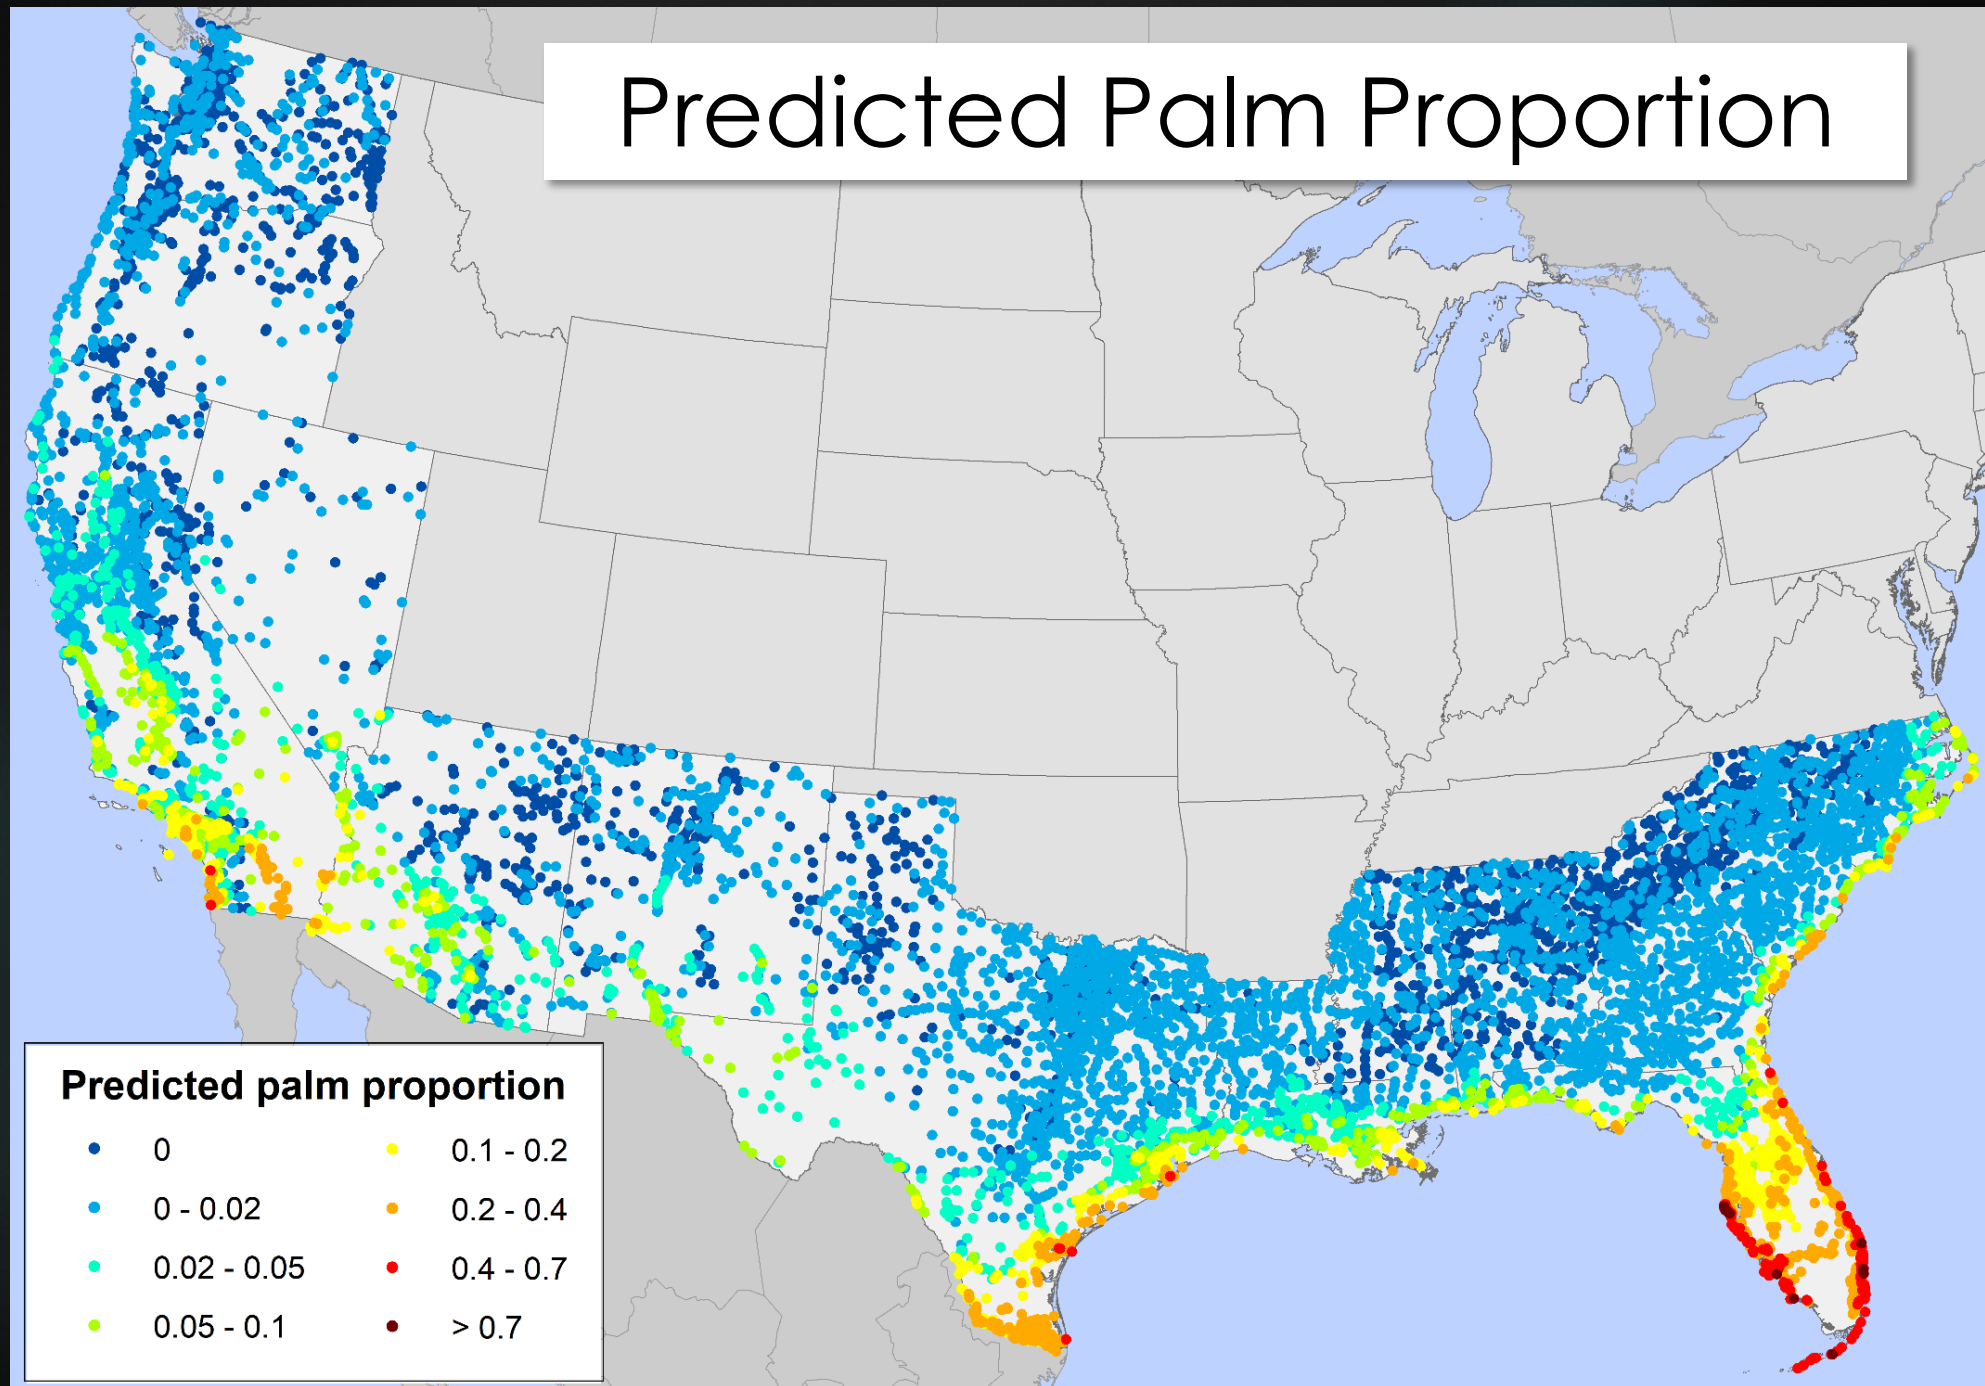 Predicted Palm Proportion
Predicted palm proportion
0
0 - 0.02
0.02 - 0.05
0.05 - 0.1
0.1 - 0.2
0.2 - 0.4
0.4 - 0.7
> 0.7